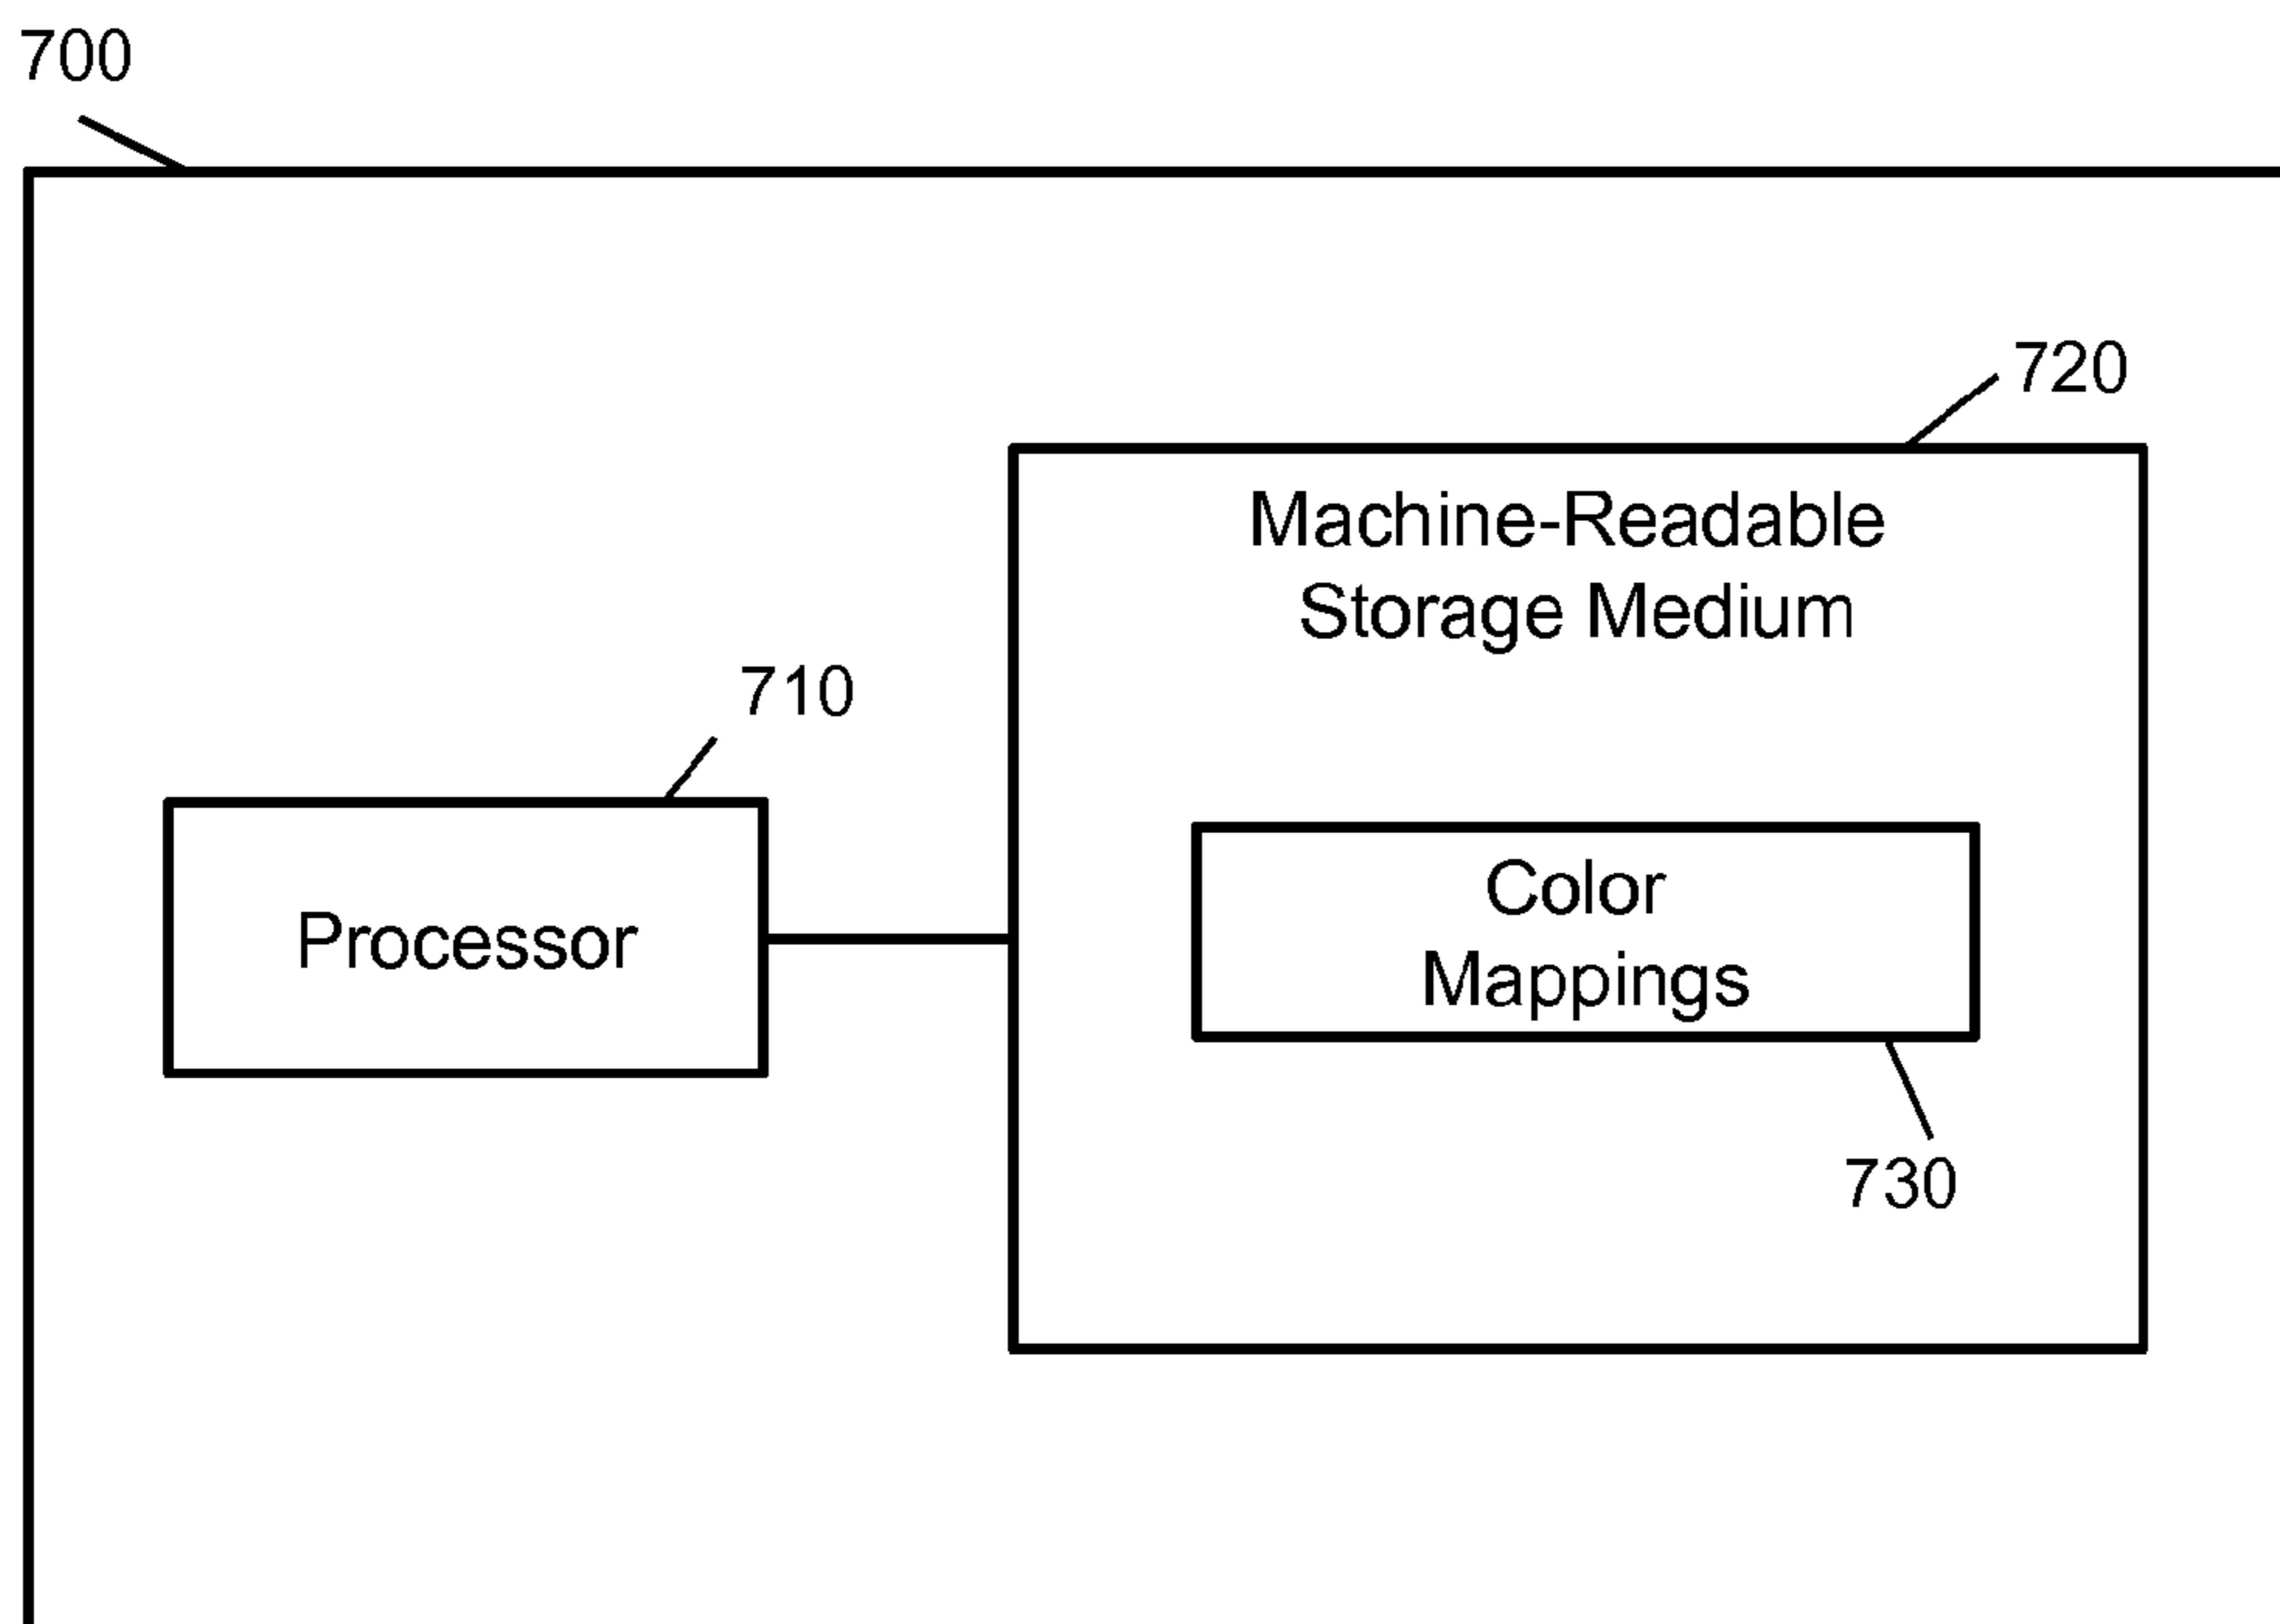 700
720
Machine-Readable
Storage Medium
710
Processor
Color
Mappings
730